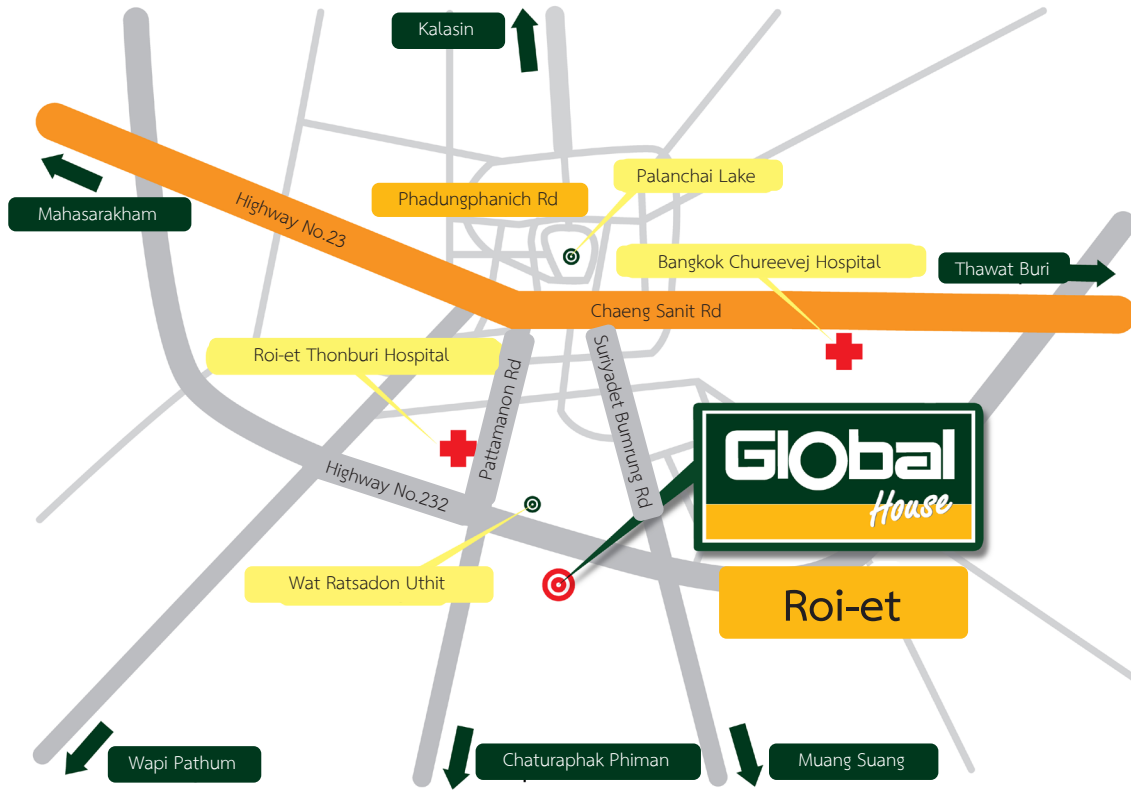 Kalasin
Palanchai Lake
Phadungphanich Rd
Mahasarakham
Highway No.23
Bangkok Chureevej Hospital
Thawat Buri
Chaeng Sanit Rd
Roi-et Thonburi Hospital
Pattamanon Rd
Suriyadet Bumrung Rd
Global
House
Highway No.232
Wat Ratsadon Uthit
Roi-et
Wapi Pathum
Chaturaphak Phiman
Muang Suang